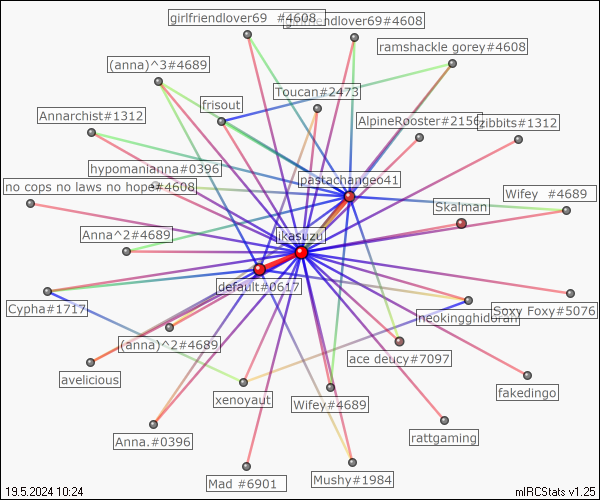 girlfriendlover69 #4608
girlfriendlover69#4608
ramshackle gorey#4608
(anna)^3#4689
Toucan#2473
frisout
Annarchist#1312
AlpineRooster#2156
zibbits#1312
hypomanianna#0396
pastachangeo41
no cops no laws no hope#4608
Wifey #4689
Skalman
Anna^2#4689
ikasuzu
default#0617
Cypha#1717
neokingghidorah
Soxy Foxy#5076
(anna)^2#4689
ace deucy#7097
avelicious
fakedingo
xenoyaut
Wifey#4689
rattgaming
Anna.#0396
Mad #6901
Mushy#1984
19.5.2024 10:24
mIRCStats v1.25